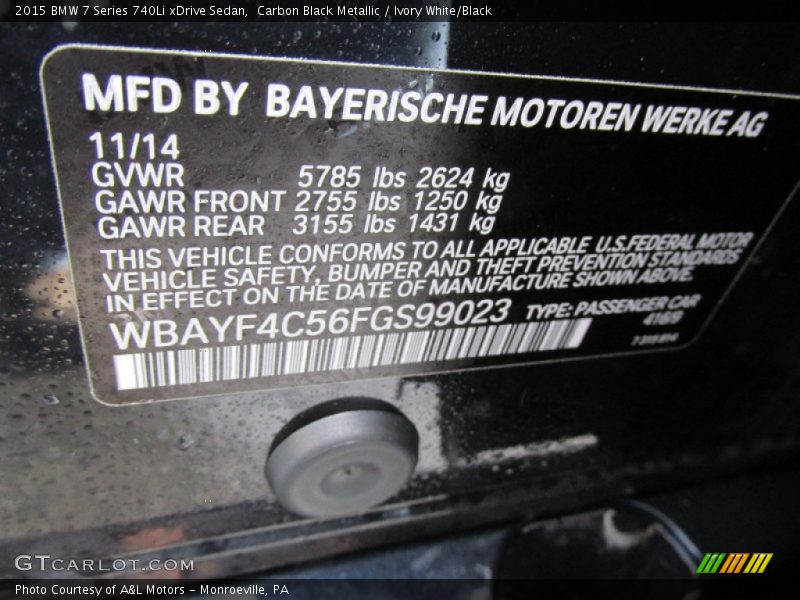 2015 BMW 7 Series 740Li xDrive Sedan,  Carbon Black Metallic / Ivory White/Black
MFD BY BAYERISCHE MOTOREN WERKE AG
11/14
GVWR 5785 lbs 2624 kg
GAWR FRONT 2755 lbs 1250 kg
GAWR REAR 3155 lbs 1431 kg
THIS VEHICLE CONFORMS TO ALL APPLICABLE U.S.FEDERAL MOTOR
VEHICLE SAFETY, BUMPER AND THEFT PREVENTION STANDARDS
IN EFFECT ON THE DATE OF MANUFACTURE SHOWN ABOVE.
WBAYF4C56FGS99023 TYPE: PASSENGER CAR
GTCARLOT.COM
Photo Courtesy of A&L Motors - Monroeville, PA